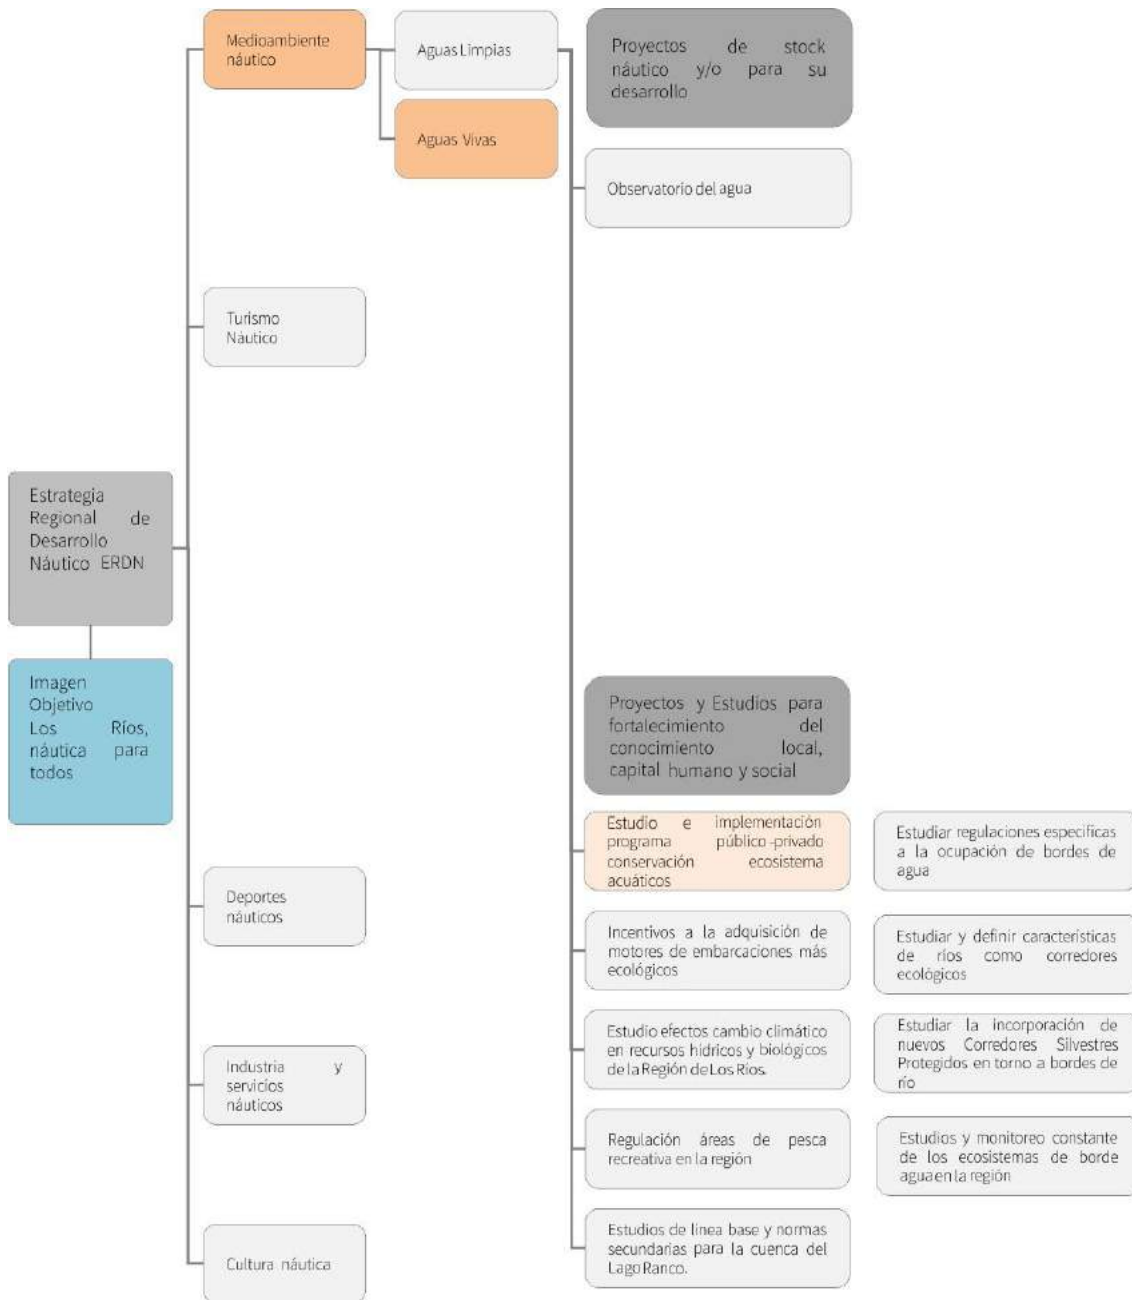 Medioambiente
náutico
Aguas Limpias
Aguas Vivas
Proyectos de stock
náutico y/o para su
desarrollo
Observatorio del agua
Turismo
Náutico
Estrategia
Regional de
Desarrollo
Náutico ERDN
Imagen
Objetivo
Los Ríos,
náutica para
todos
Deportes
náuticos
Industria y
servicios
náuticos
Cultura náutica
Proyectos y Estudios para
fortalecimiento del
conocimiento local,
capital humano y social
Estudio e implementación
programa público-privado
conservación ecosistema
acuáticos
Estudiar regulaciones específicas
a la ocupación de bordes de
agua
Incentivos a la adquisición de
motores de embarcaciones más
ecológicos
Estudiar y definir características
de ríos como corredores
ecológicos
Estudio efectos cambio climático
en recursos hídricos y biológicos
de la Región de Los Ríos.
Estudiar la incorporación de
nuevos Corredores Silvestres
Protegidos en torno a bordes de
río
Regulación áreas de pesca
recreativa en la región
Estudios y monitoreo constante
de los ecosistemas de borde
agua en la región
Estudios de línea base y normas
secundarias para la cuenca del
Lago Ranco.